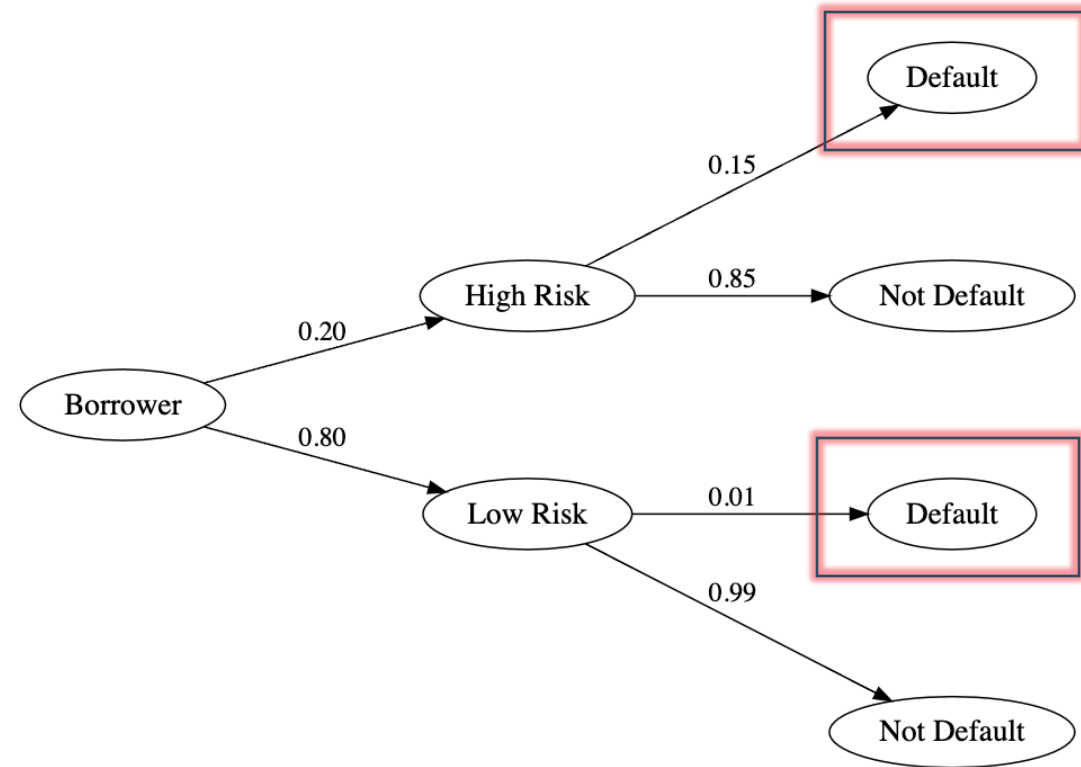 Default
0.15
High Risk
0.85
Not Default
0.20
Borrower
0.80
Low Risk
0.01
Default
0.99
Not Default